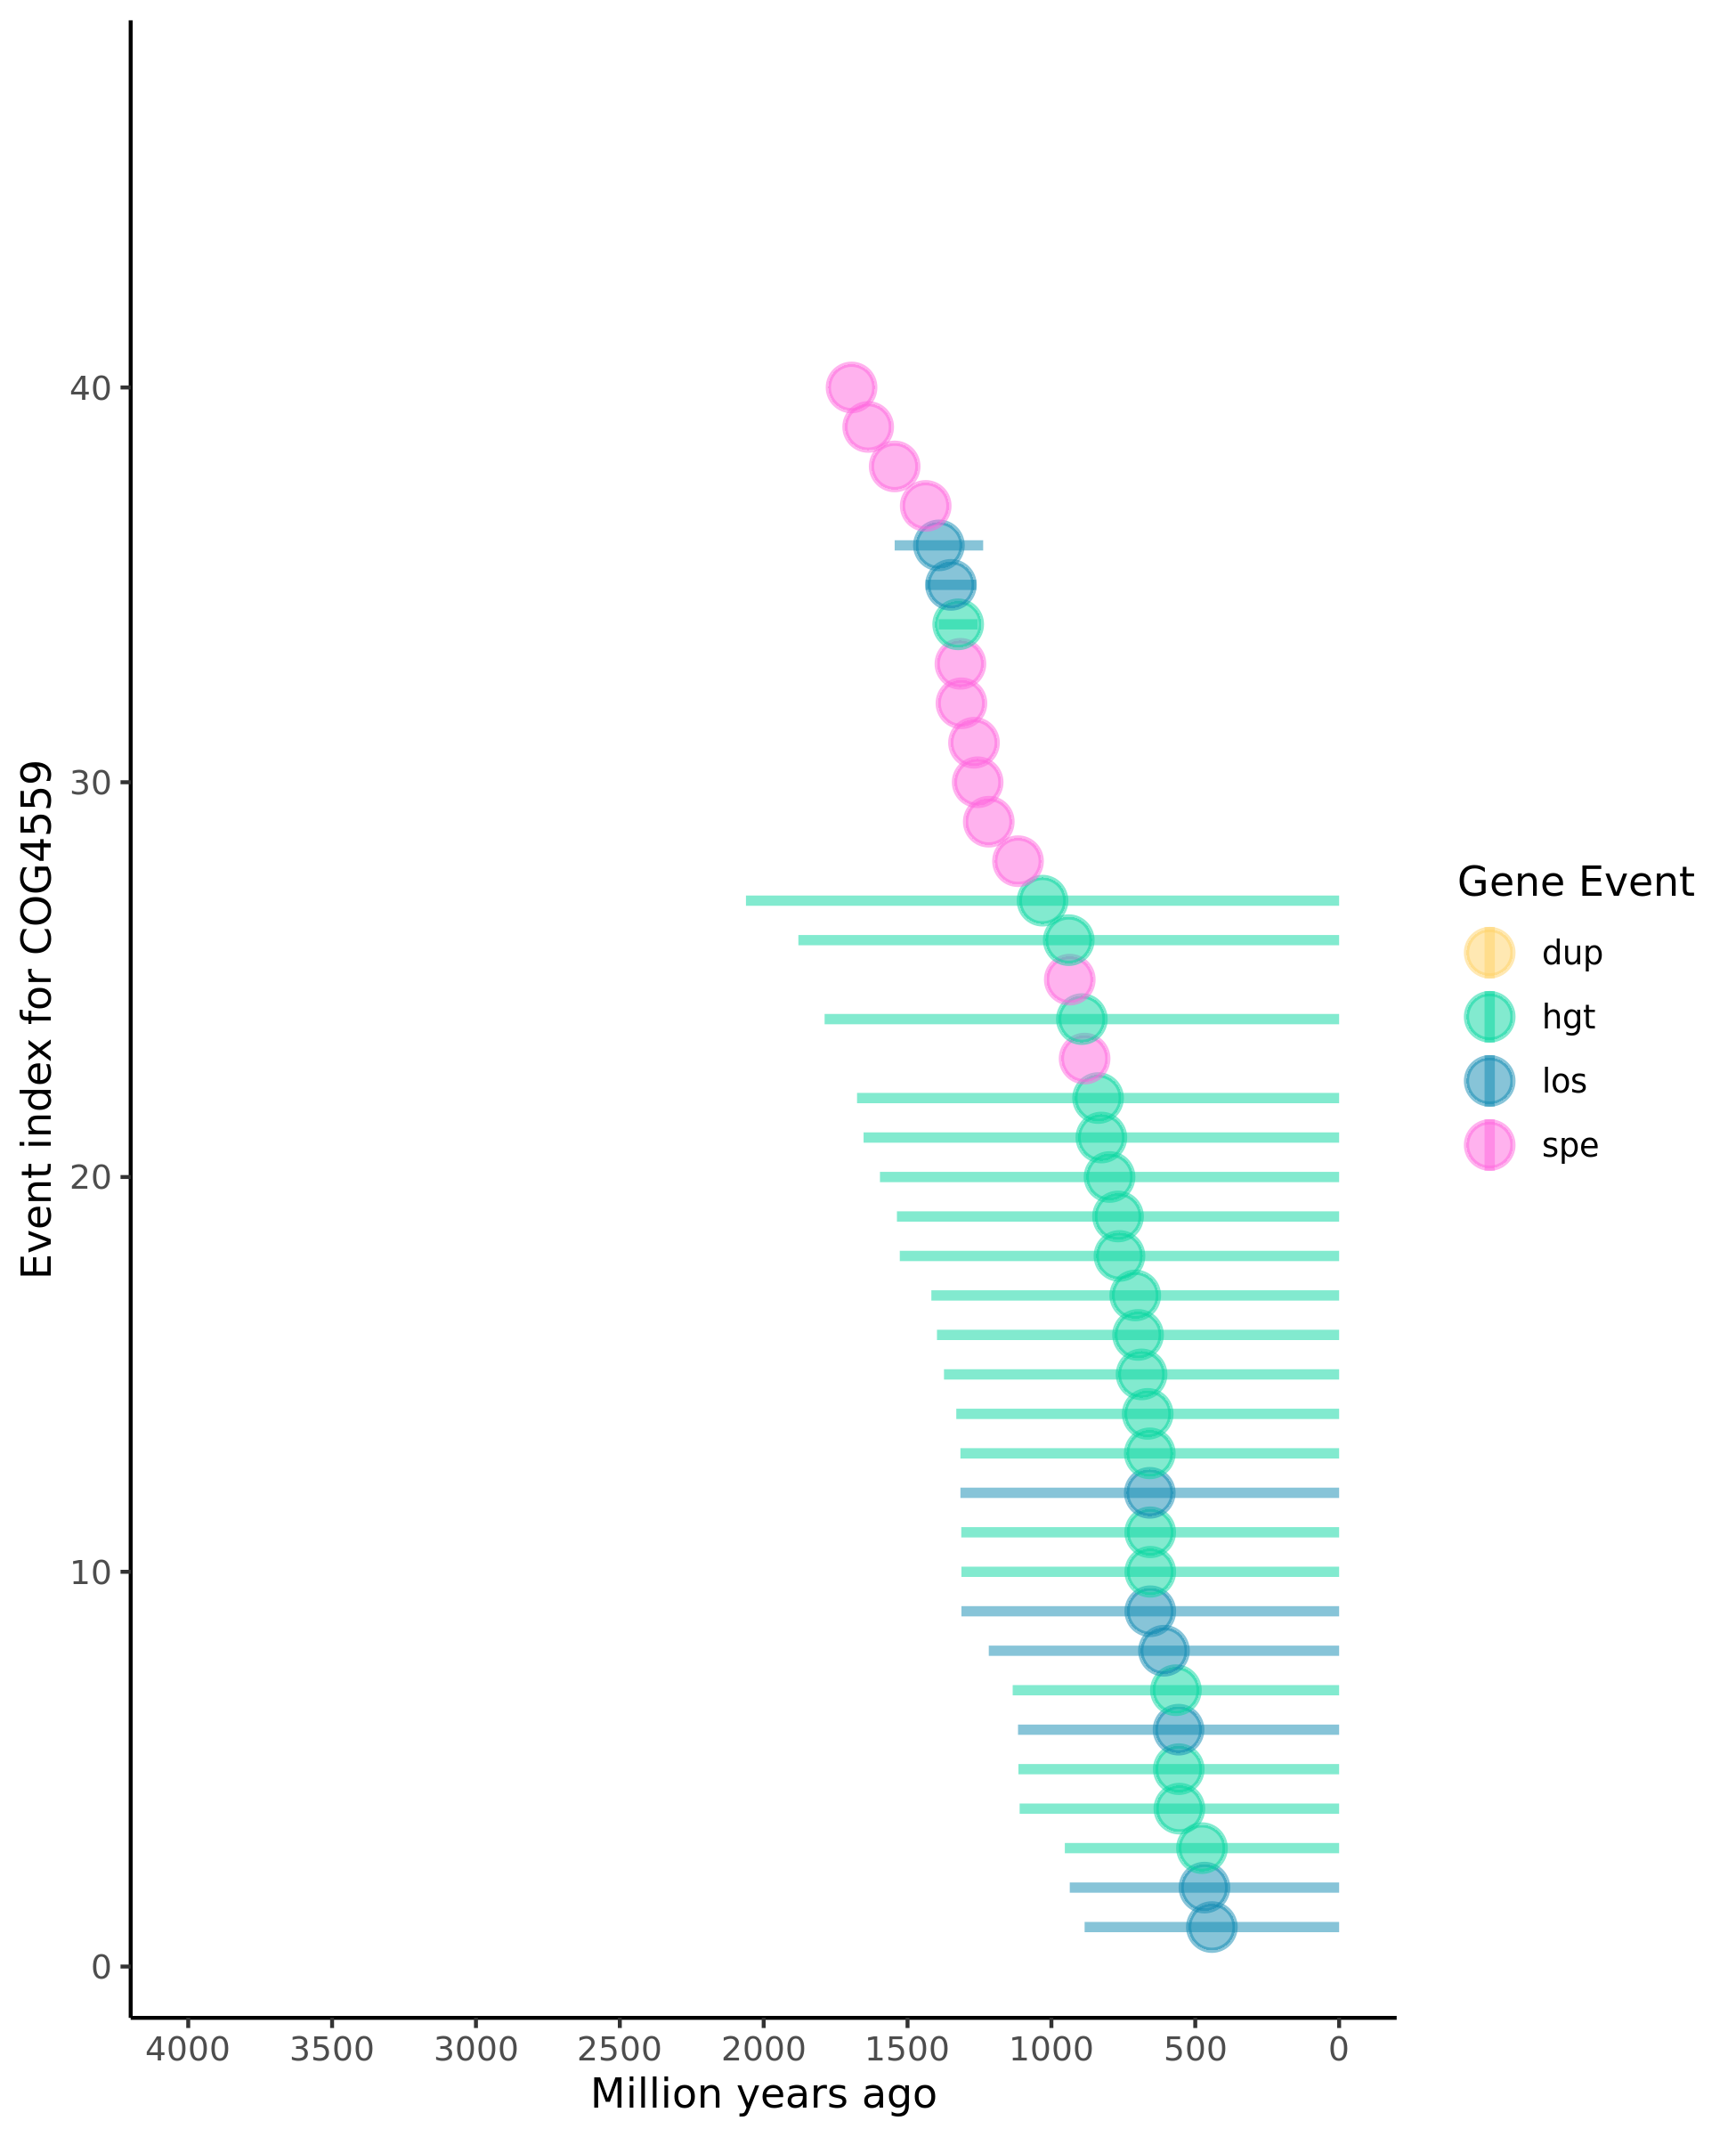 Event index for COG4559
40
30
20
10
0
4000 3500 3000 2500 2000 1500 1000 500 0
Million years ago
Gene Event
dup
hgt
los
spe